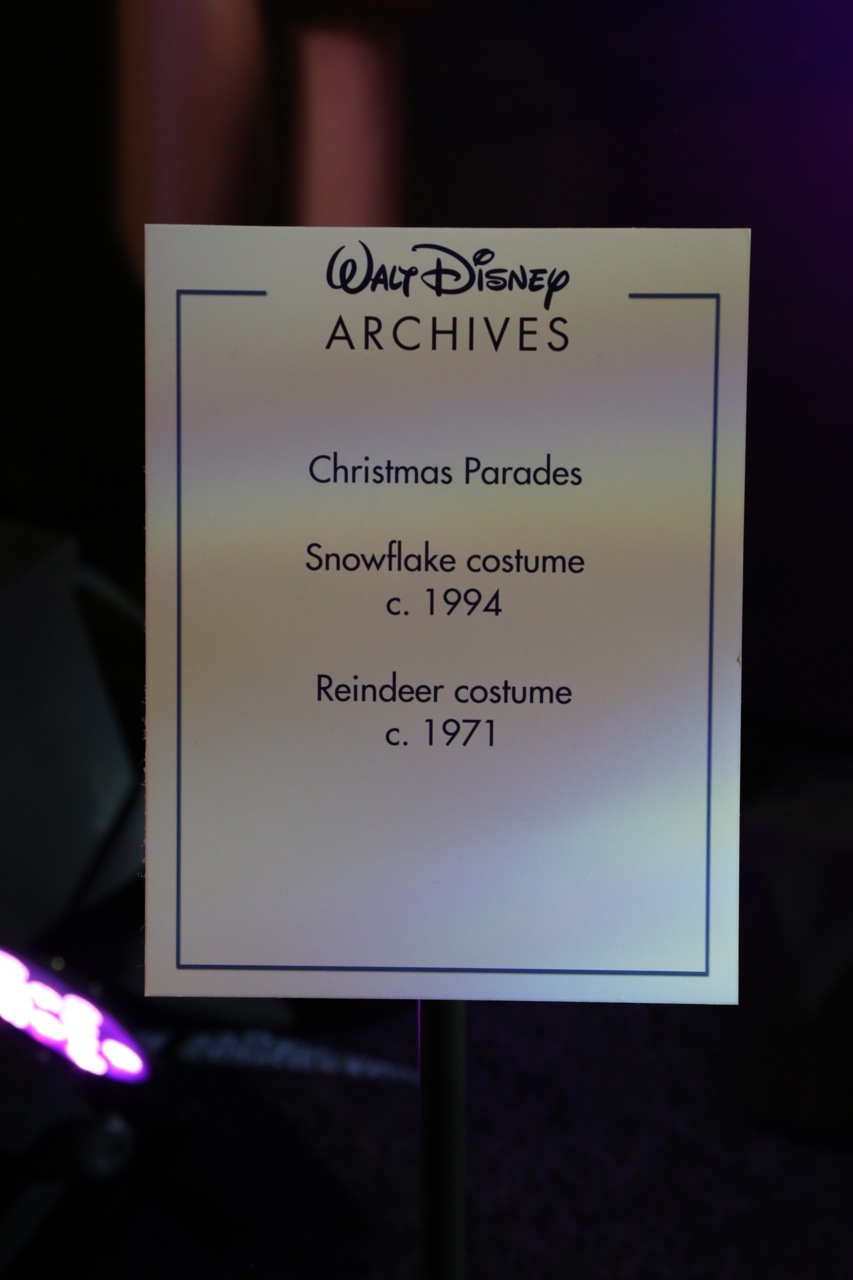 Walt Disney
ARCHIVES
Christmas Parades
Snowflake costume
c. 1994
Reindeer costume
c. 1971